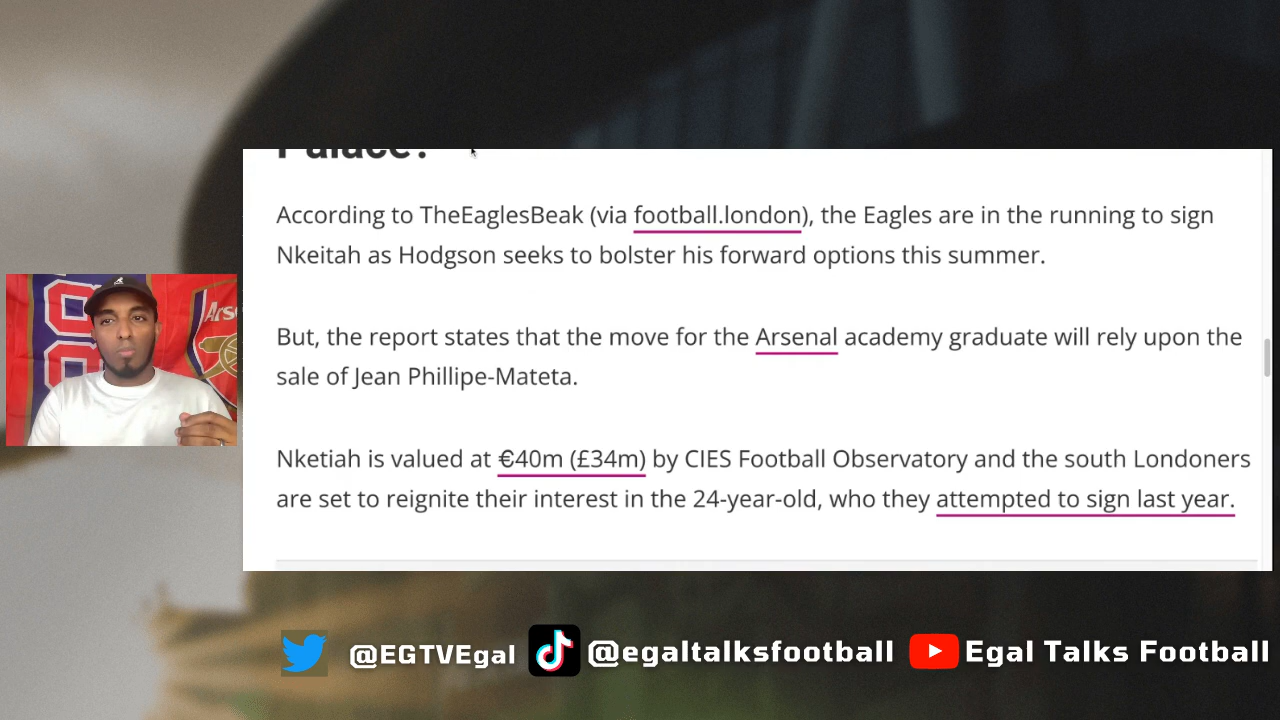 Palace?
According to TheEaglesBeak (via football.london), the Eagles are in the running to sign
Nkeitah as Hodgson seeks to bolster his forward options this summer.
But, the report states that the move for the Arsenal academy graduate will rely upon the
sale of Jean Phillipe-Mateta.
Nketiah is valued at €40m (£34m) by CIES Football Observatory and the south Londoners
are set to reignite their interest in the 24-year-old, who they attempted to sign last year.
Arse
@EGTVEgal
@egaltalksfootball
Egal Talks Football